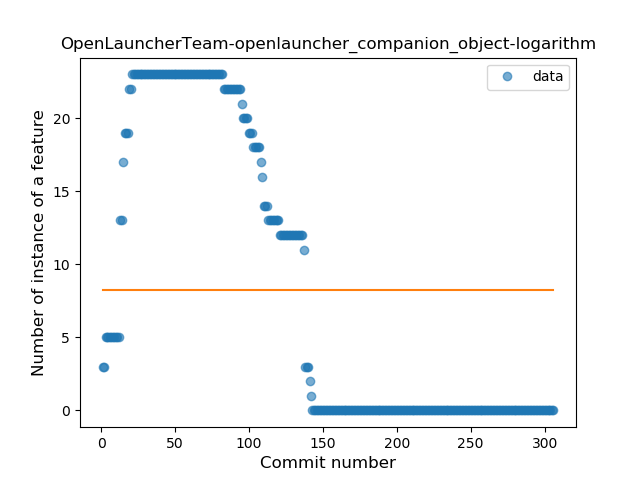 OpenLauncherTeam-openlauncher_companion_object-logarithm
data
Number of instance of a feature
20
15
10
5
0
0 50 100 150 200 250 300
Commit number